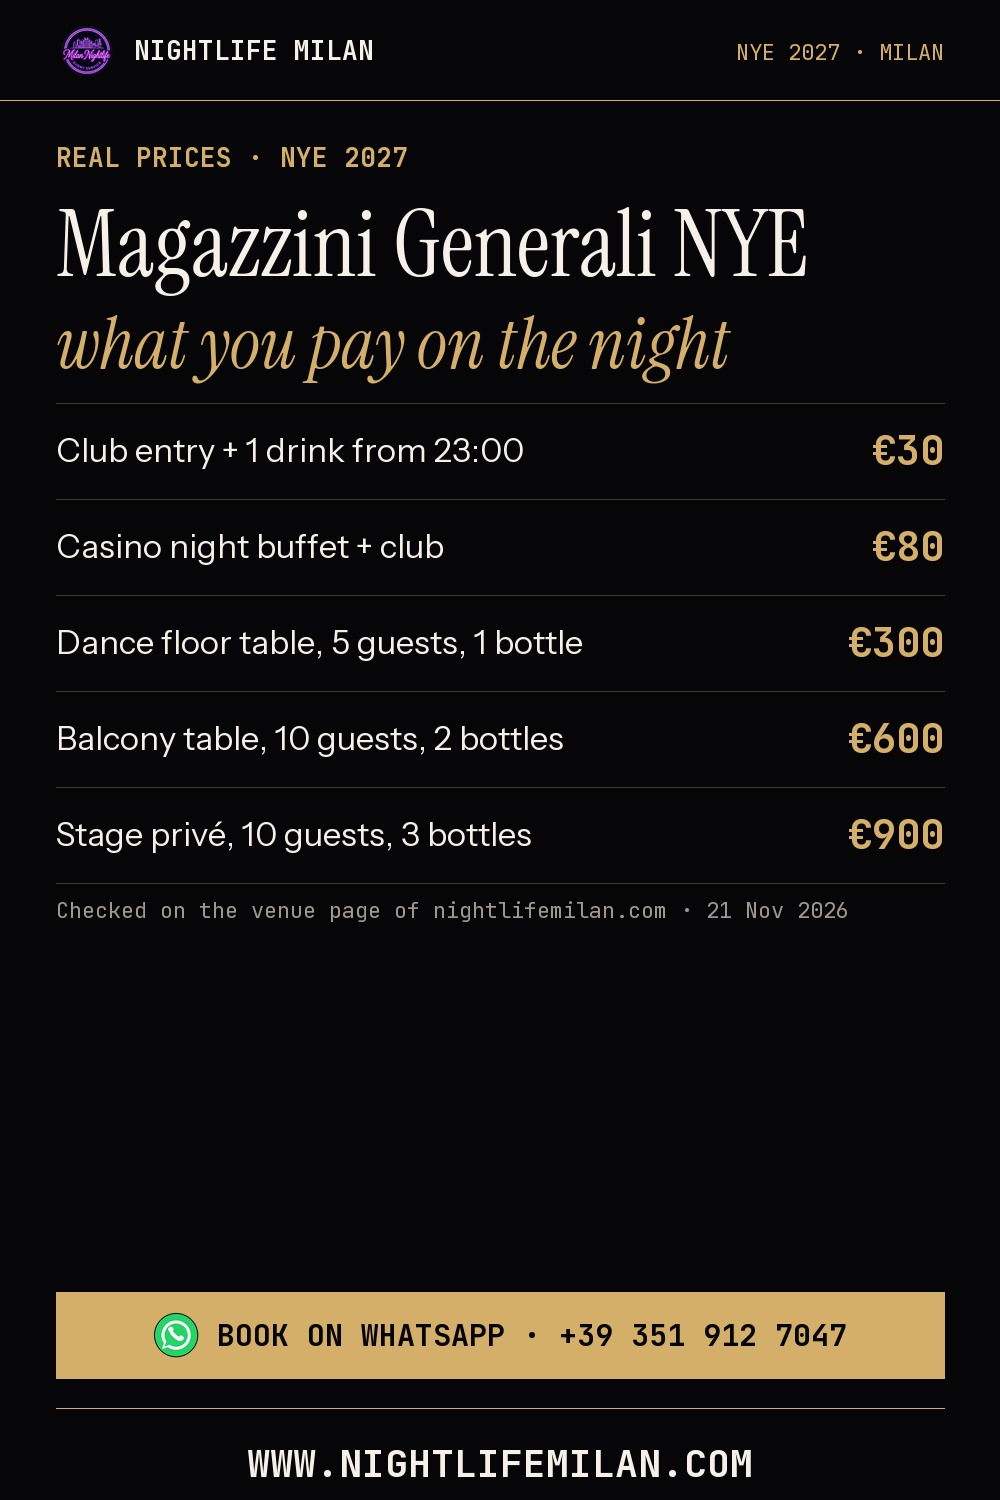 Milan Nightlife
NIGHTLIFE MILAN
NYE 2027 · MILAN
REAL PRICES · NYE 2027
Magazzini Generali NYE
what you pay on the night
Club entry + 1 drink from 23:00 €30
Casino night buffet + club €80
Dance floor table, 5 guests, 1 bottle €300
Balcony table, 10 guests, 2 bottles €600
Stage privé, 10 guests, 3 bottles €900
Checked on the venue page of nightlifemilan.com · 21 Nov 2026
BOOK ON WHATSAPP · +39 351 912 7047
WWW.NIGHTLIFEMILAN.COM